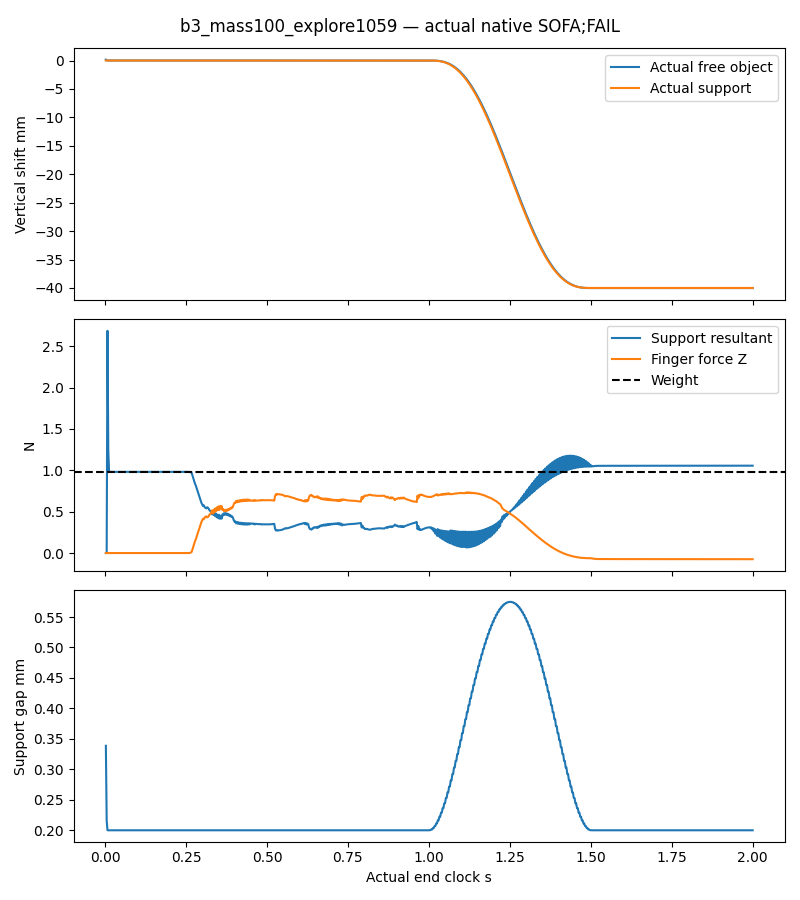 b3_mass100_explore1059 — actual native SOFA;FAIL
Vertical shift mm
0
−5
−10
−15
−20
−25
−30
−35
−40
Actual free object
Actual support
N
2.5
2.0
1.5
1.0
0.5
0.0
Support resultant
Finger force Z
Weight
Support gap mm
0.55
0.50
0.45
0.40
0.35
0.30
0.25
0.20
0.00 0.25 0.50 0.75 1.00 1.25 1.50 1.75 2.00
Actual end clock s